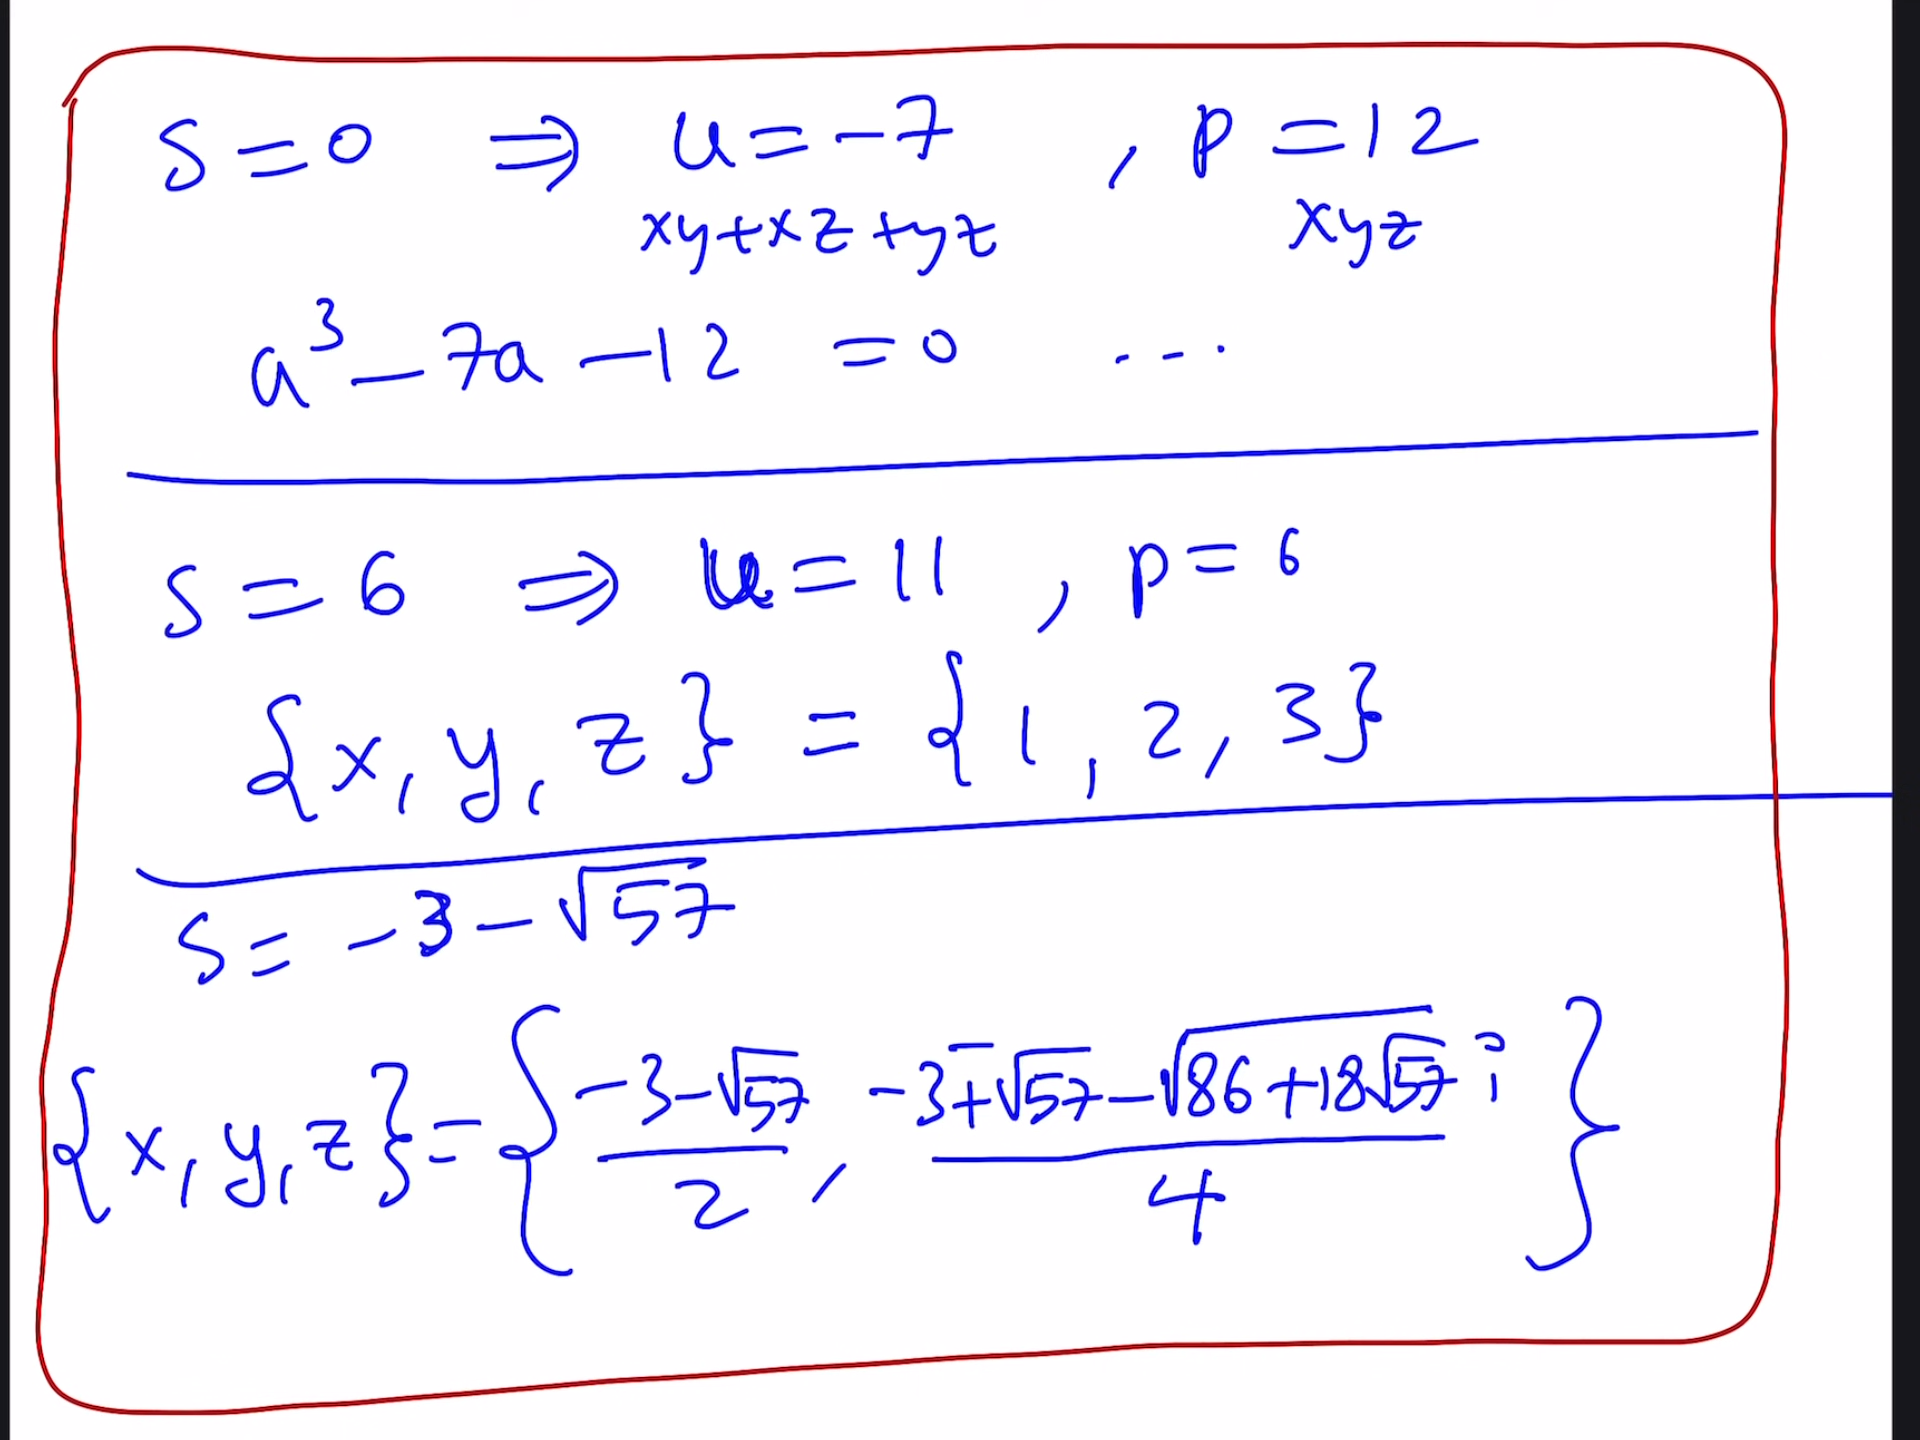 S = 0 ⇒ u = -7 , p = 12
xy+xz+yz xyz
a³ - 7a - 12 = 0 ...
S = 6 ⇒ u = 11 , p = 6
{x, y, z} = {1, 2, 3}
S = -3-√57
{x, y, z} = { (-3-√57)/2 , (-3∓√57-√(86+18√57) i)/4 }